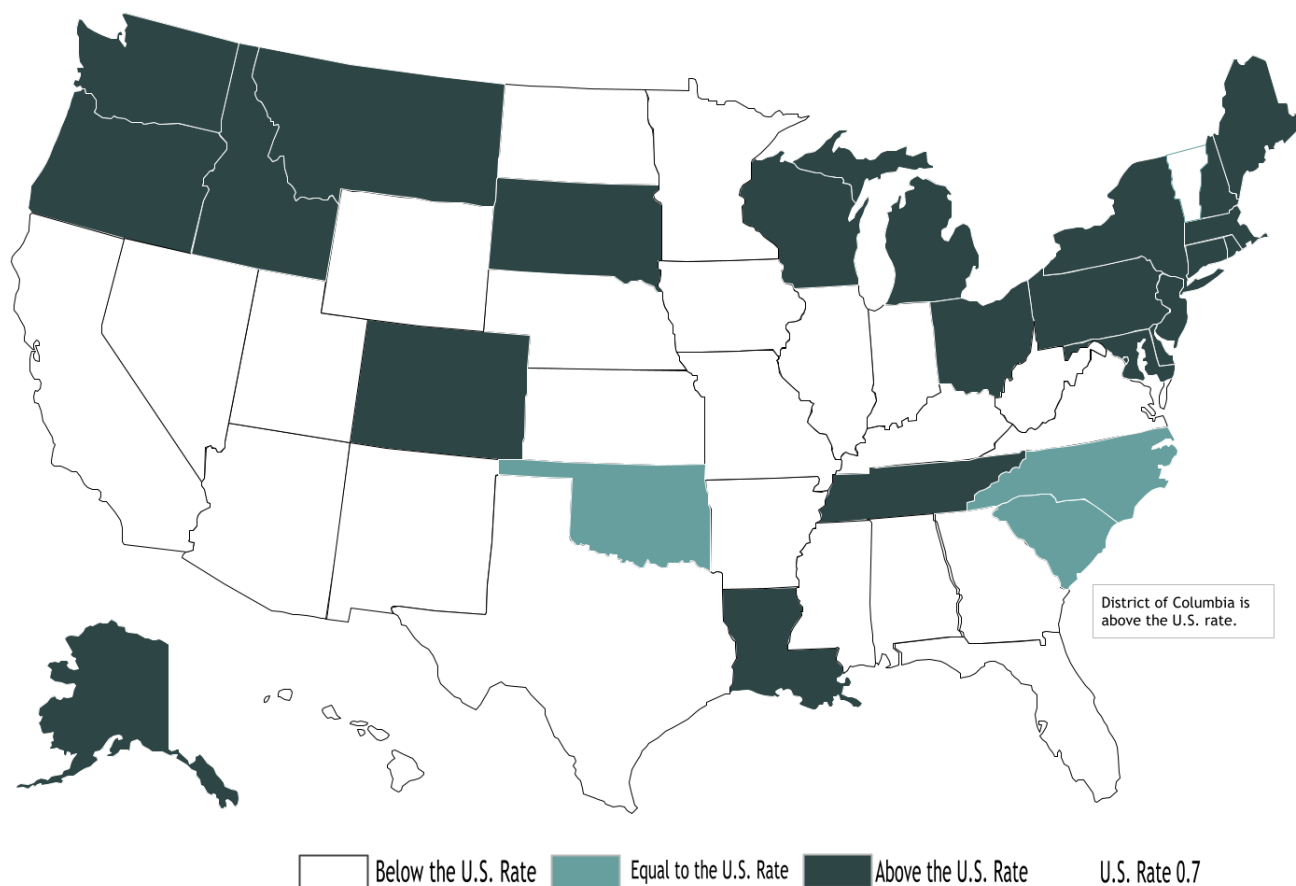 District of Columbia is
above the U.S. rate.
Below the U.S. Rate
Equal to the U.S. Rate
Above the U.S. Rate
U.S. Rate 0.7